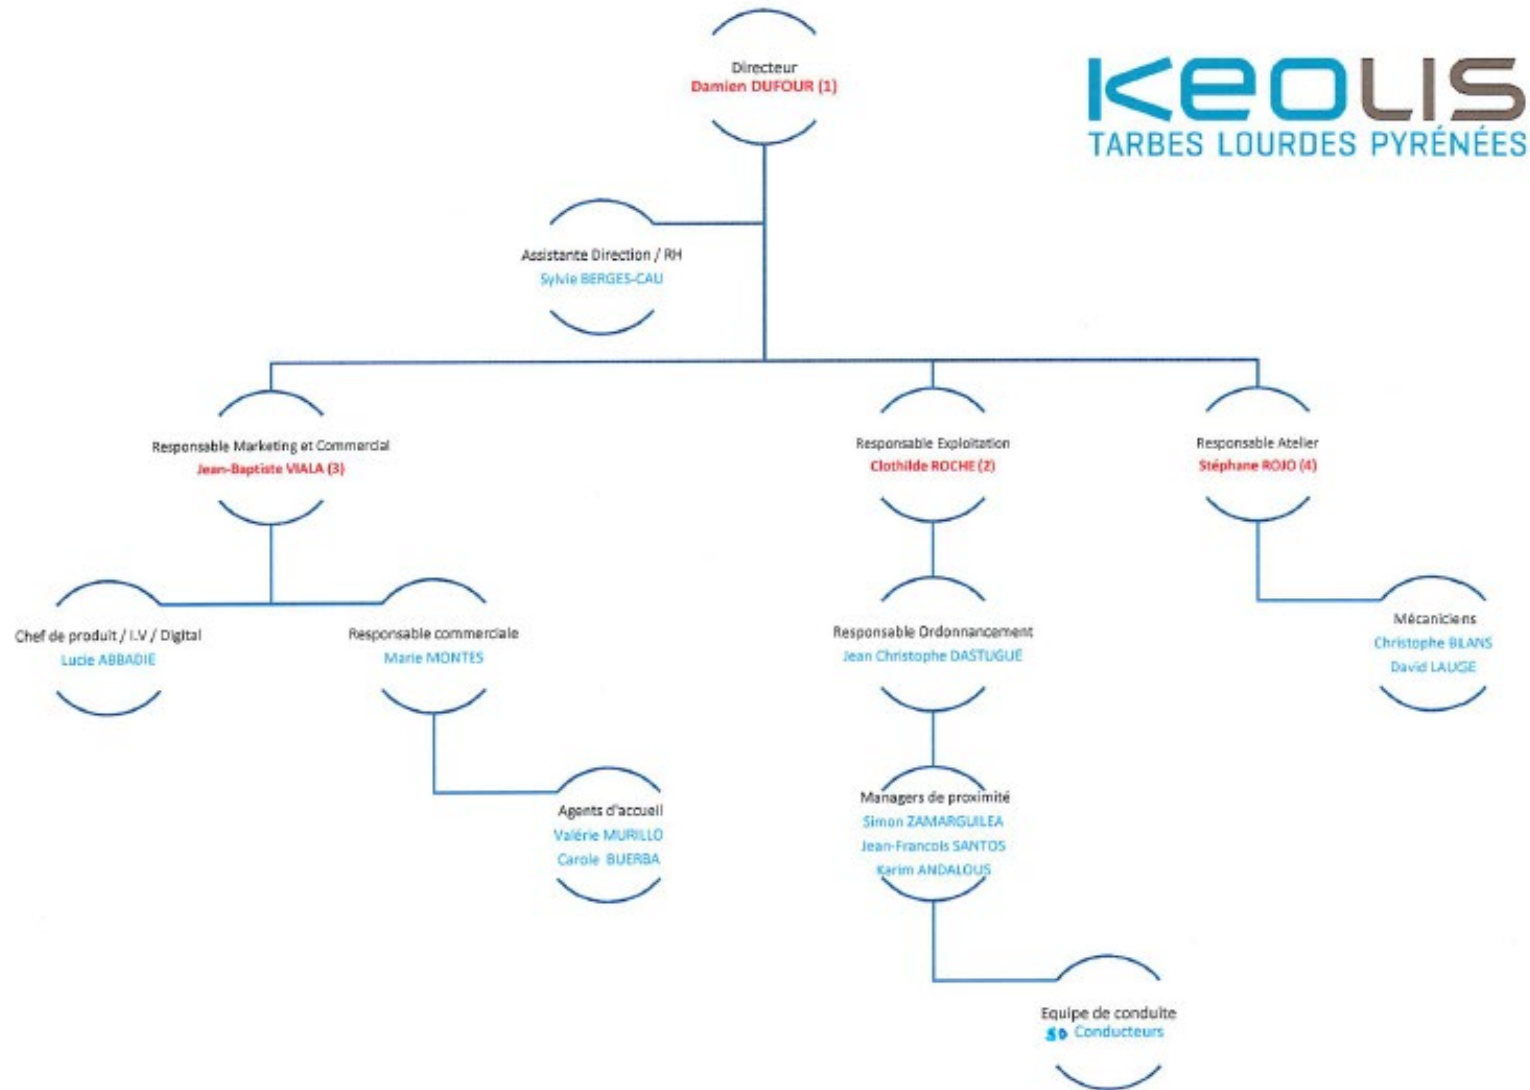 Directeur
Damien DUFOUR (1)
KEOLIS
TARBES LOURDES PYRÉNÉES
Assistante Direction / RH
Sylvie BERGES-CAU
Responsable Marketing et Commercial
Jean-Baptiste VIALA (3)
Responsable Exploitation
Clothilde ROCHE (2)
Responsable Atelier
Stéphane ROJO (4)
Chef de produit / I.V / Digital
Lucie ABBADIE
Responsable commerciale
Marie MONTES
Responsable Ordonnancement
Jean Christophe DASTUGUE
Mécaniciens
Christophe BLANS
David LAUGE
Agents d'accueil
Valérie MURILLO
Carole BUERBA
Managers de proximité
Simon ZAMARGUILEA
Jean-Francois SANTOS
Karim ANDALOUS
Equipe de conduite
50 Conducteurs